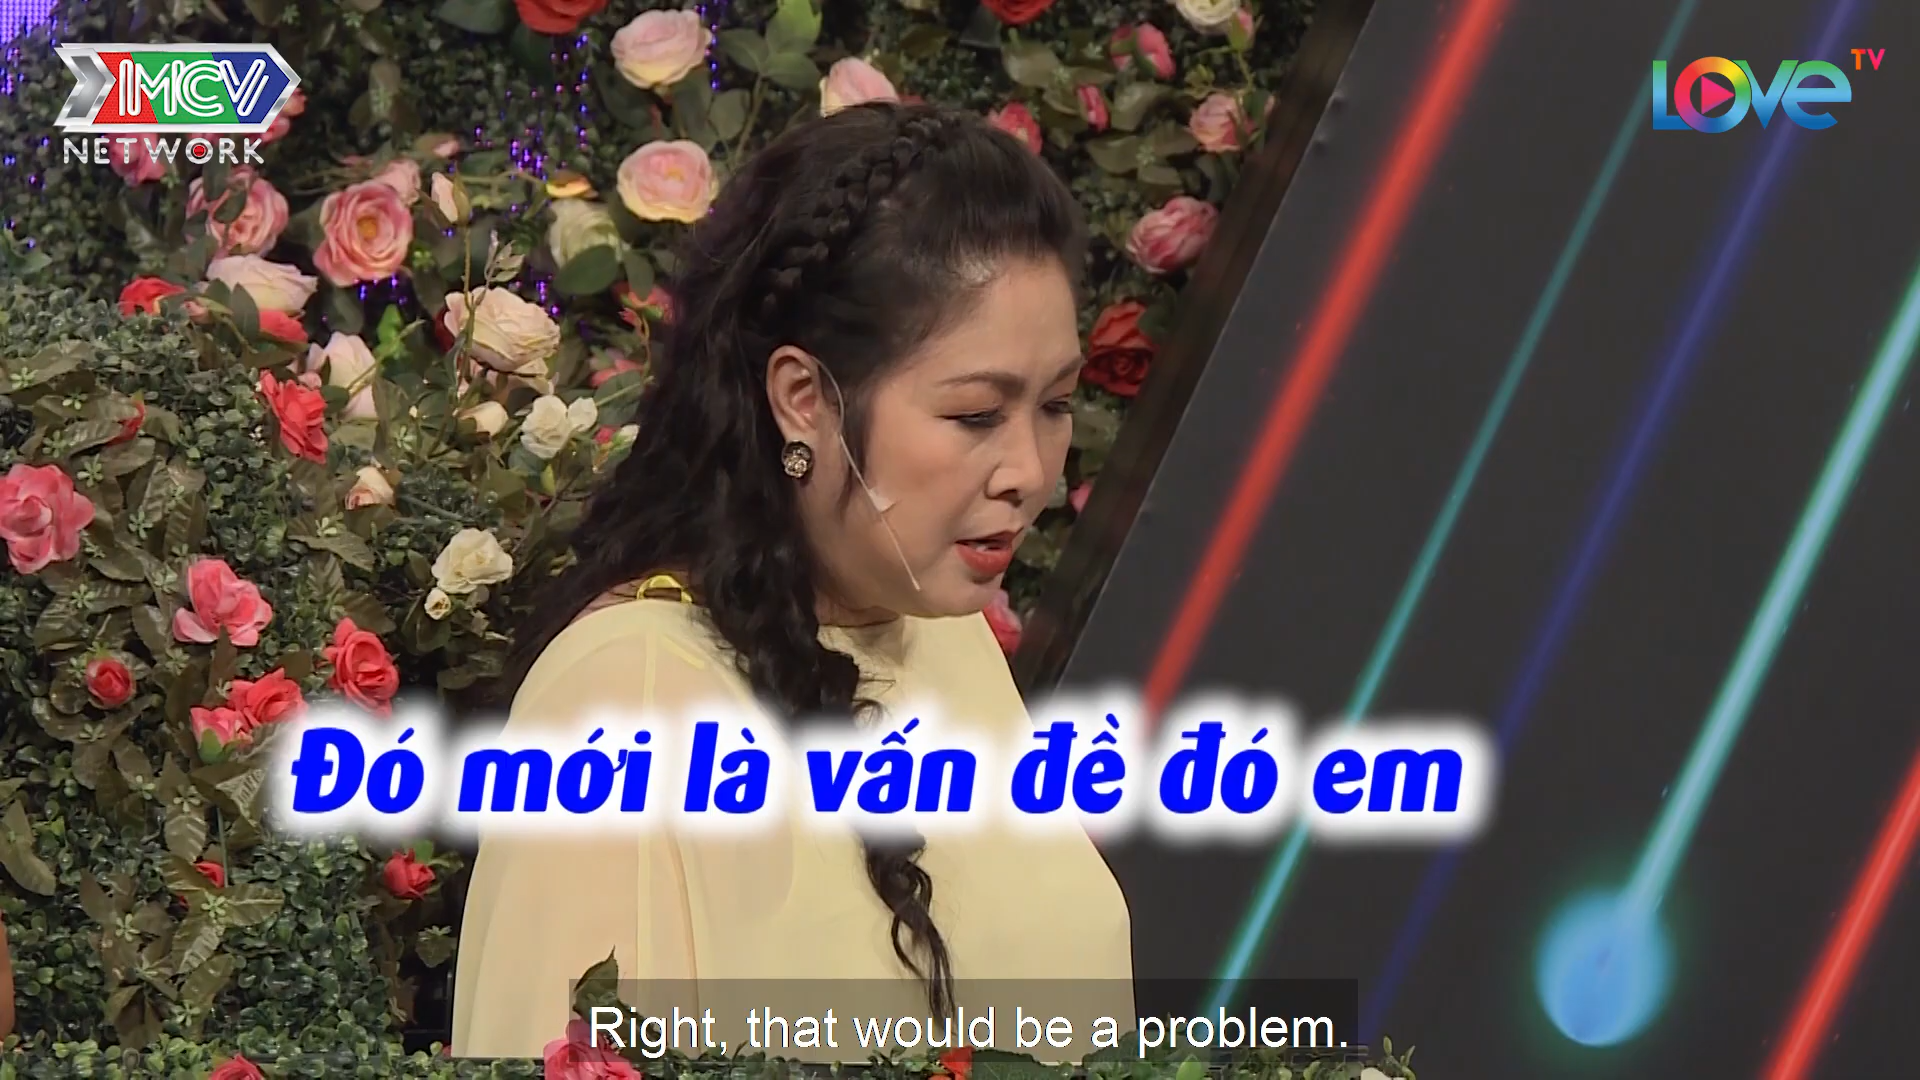 MCV
NETWORK
LOVE TV
Đó mới là vấn đề đó em
Right, that would be a problem.